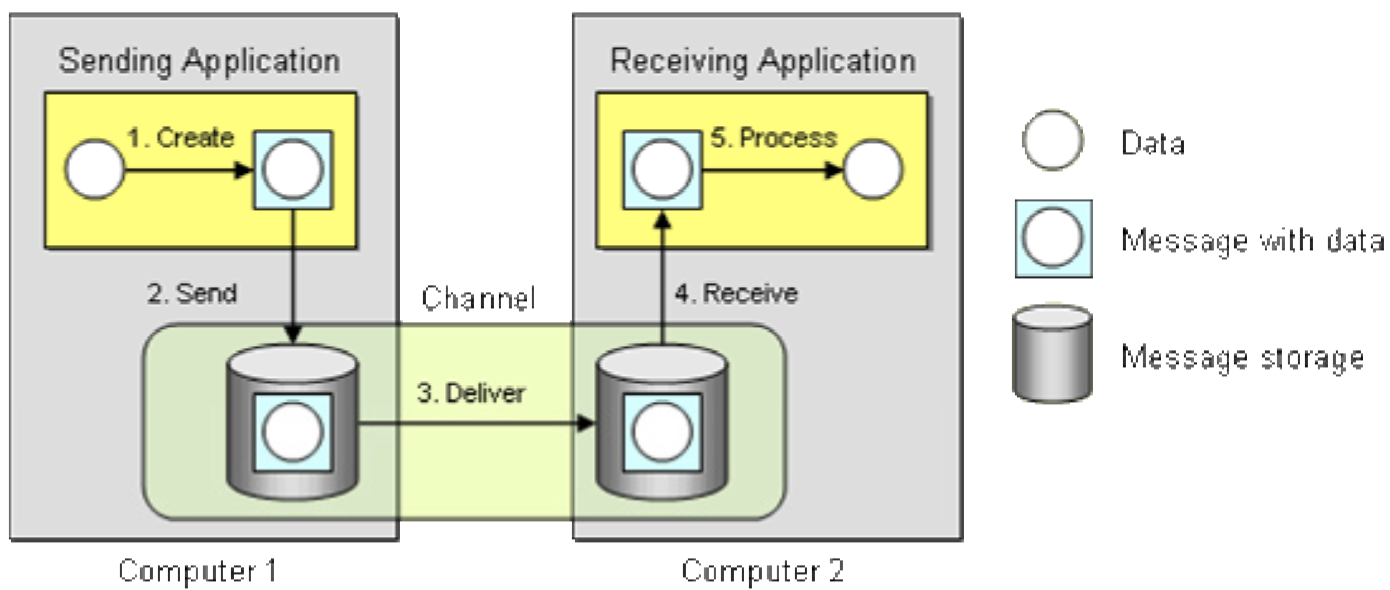 Sending Application
Receiving Application
1. Create
5. Process
Data
Message with data
2. Send
Channel
4. Receive
Message storage
3. Deliver
Computer 1
Computer 2